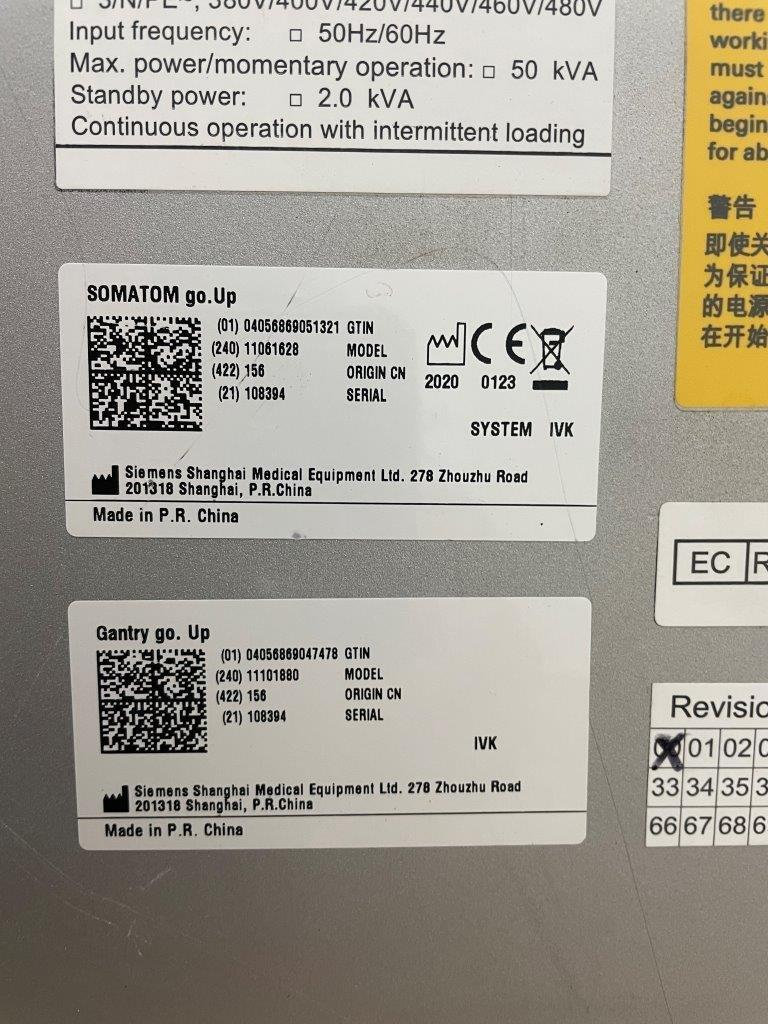 3/N/PE~, 380V/400V/420V/440V/460V/480V
Input frequency: □ 50Hz/60Hz
Max. power/momentary operation: □ 50 kVA
Standby power: □ 2.0 kVA
Continuous operation with intermittent loading
there
must
for
警告
即使关
为保证
的电源
在开始
SOMATOM go.Up
(01) 04056869051321 GTIN
(240) 11061628 MODEL
(422) 156 ORIGIN CN
(21) 108394 SERIAL
2020 CE 0123
SYSTEM IVK
Siemens Shanghai Medical Equipment Ltd. 278 Zhouzhu Road
201318 Shanghai, P.R.China
Made in P.R. China
EC
Gantry go. Up
(01) 04056869047478 GTIN
(240) 11101880 MODEL
(422) 156 ORIGIN CN
(21) 108394 SERIAL
IVK
Siemens Shanghai Medical Equipment Ltd. 278 Zhouzhu Road
201318 Shanghai, P.R.China
Made in P.R. China
01 02
33 34 35
66 67 68